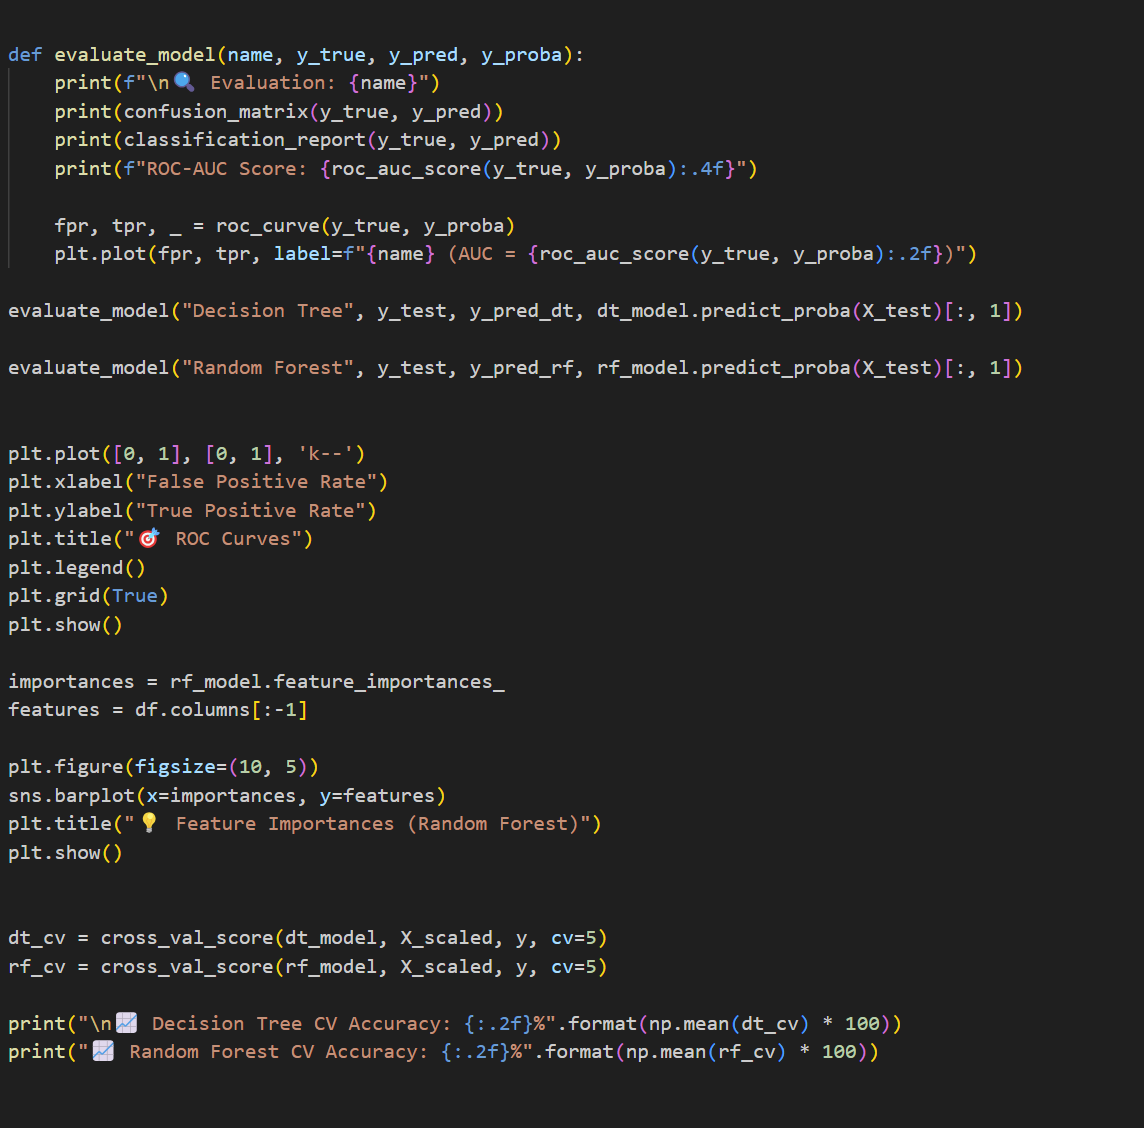 def evaluate_model(name, y_true, y_pred, y_proba):
    print(f"\n🔍 Evaluation: {name}")
    print(confusion_matrix(y_true, y_pred))
    print(classification_report(y_true, y_pred))
    print(f"ROC-AUC Score: {roc_auc_score(y_true, y_proba):.4f}")
    fpr, tpr, _ = roc_curve(y_true, y_proba)
    plt.plot(fpr, tpr, label=f"{name} (AUC = {roc_auc_score(y_true, y_proba):.2f})")
evaluate_model("Decision Tree", y_test, y_pred_dt, dt_model.predict_proba(X_test)[:, 1])
evaluate_model("Random Forest", y_test, y_pred_rf, rf_model.predict_proba(X_test)[:, 1])
plt.plot([0, 1], [0, 1], 'k--')
plt.xlabel("False Positive Rate")
plt.ylabel("True Positive Rate")
plt.title("🎯 ROC Curves")
plt.legend()
plt.grid(True)
plt.show()
importances = rf_model.feature_importances_
features = df.columns[:-1]
plt.figure(figsize=(10, 5))
sns.barplot(x=importances, y=features)
plt.title("💡 Feature Importances (Random Forest)")
plt.show()
dt_cv = cross_val_score(dt_model, X_scaled, y, cv=5)
rf_cv = cross_val_score(rf_model, X_scaled, y, cv=5)
print("\n📈 Decision Tree CV Accuracy: {:.2f}%".format(np.mean(dt_cv) * 100))
print("📈 Random Forest CV Accuracy: {:.2f}%".format(np.mean(rf_cv) * 100))